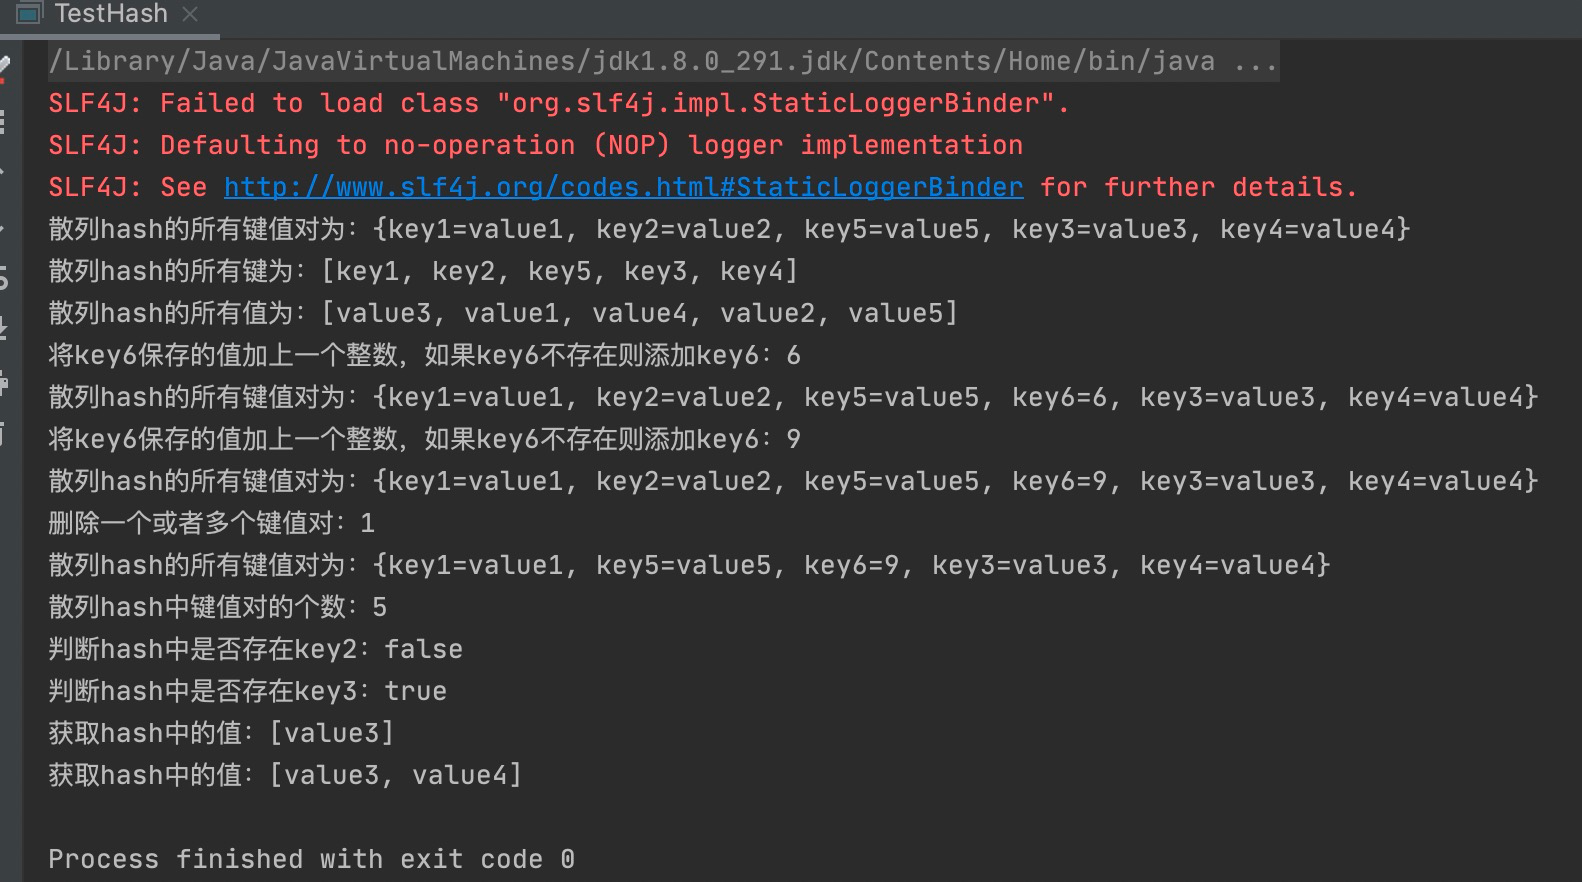 TestHash
/Library/Java/JavaVirtualMachines/jdk1.8.0_291.jdk/Contents/Home/bin/java ...
SLF4J: Failed to load class "org.slf4j.impl.StaticLoggerBinder".
SLF4J: Defaulting to no-operation (NOP) logger implementation
SLF4J: See http://www.slf4j.org/codes.html#StaticLoggerBinder for further details.
散列hash的所有键值对为：{key1=value1, key2=value2, key5=value5, key3=value3, key4=value4}
散列hash的所有键为：[key1, key2, key5, key3, key4]
散列hash的所有值为：[value3, value1, value4, value2, value5]
将key6保存的值加上一个整数，如果key6不存在则添加key6：6
散列hash的所有键值对为：{key1=value1, key2=value2, key5=value5, key6=6, key3=value3, key4=value4}
将key6保存的值加上一个整数，如果key6不存在则添加key6：9
散列hash的所有键值对为：{key1=value1, key2=value2, key5=value5, key6=9, key3=value3, key4=value4}
删除一个或者多个键值对：1
散列hash的所有键值对为：{key1=value1, key5=value5, key6=9, key3=value3, key4=value4}
散列hash中键值对的个数：5
判断hash中是否存在key2：false
判断hash中是否存在key3：true
获取hash中的值：[value3]
获取hash中的值：[value3, value4]
Process finished with exit code 0